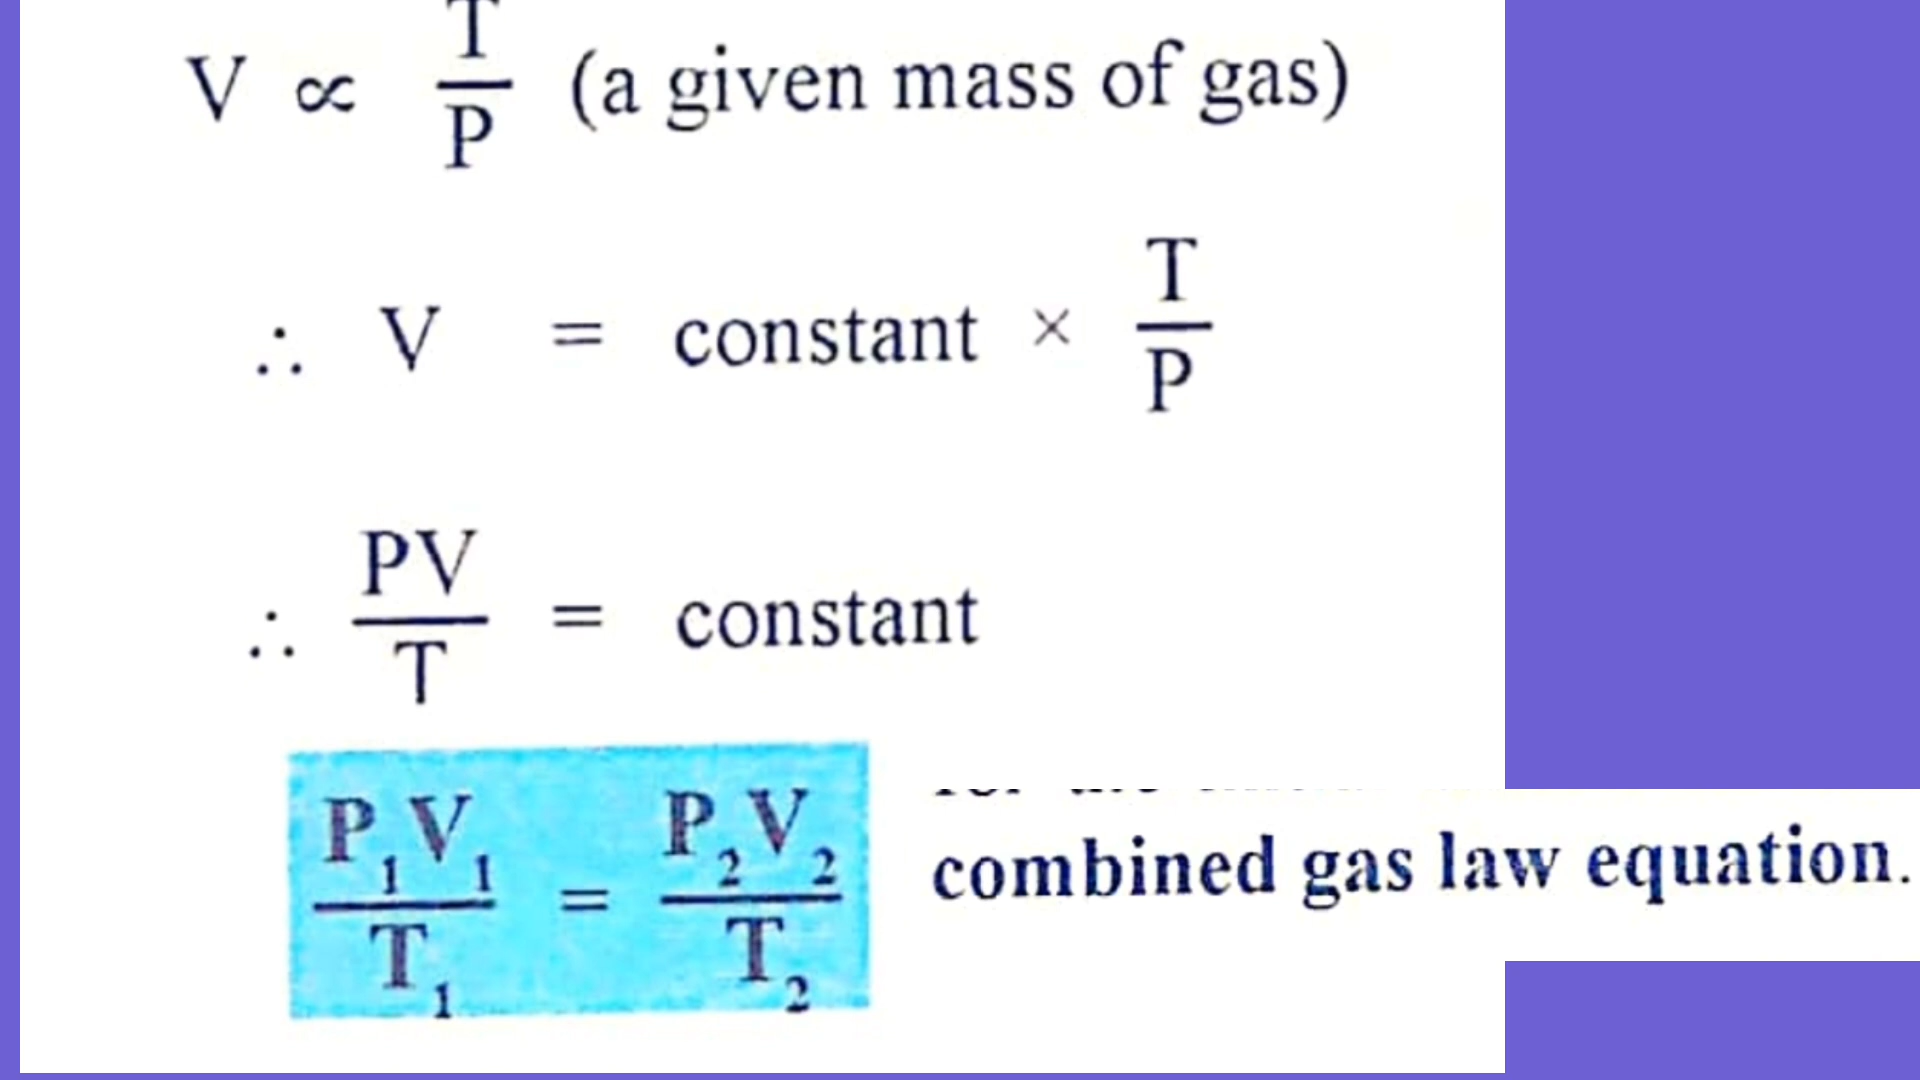 V ∝ T/P (a given mass of gas)
∴ V = constant × T/P
∴ PV/T = constant
P₁V₁/T₁ = P₂V₂/T₂
combined gas law equation.